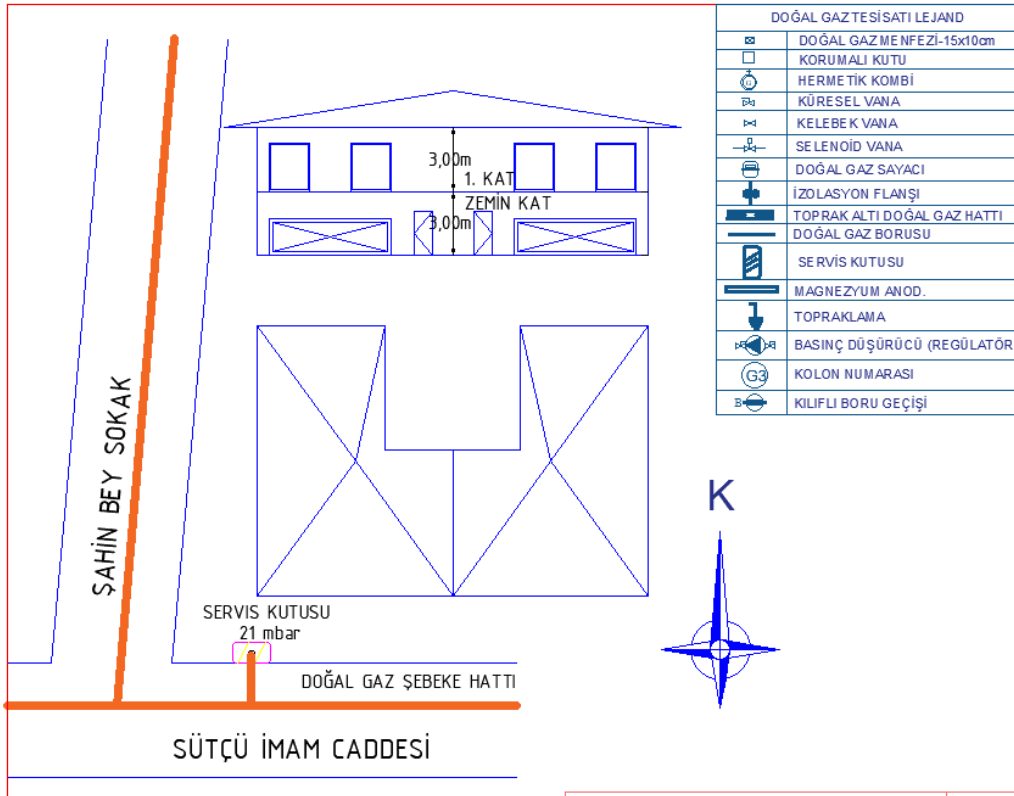 DOĞAL GAZ TESİSATI LEJAND
DOĞAL GAZ MENFEZİ-15x10cm
KORUMALI KUTU
G
HERMETİK KOMBİ
KÜRESEL VANA
KELEBEK VANA
SELENOİD VANA
DOĞAL GAZ SAYACI
İZOLASYON FLANŞI
TOPRAK ALTI DOĞAL GAZ HATTI
DOĞAL GAZ BORUSU
SERVİS KUTUSU
MAGNEZYUM ANOD.
TOPRAKLAMA
BASINÇ DÜŞÜRÜCÜ (REGÜLATÖR
G3
KOLON NUMARASI
B
KILIFLI BORU GEÇİŞİ
3,00m
1. KAT
ZEMİN KAT
3,00m
ŞAHİN BEY SOKAK
K
SERVIS KUTUSU
21 mbar
DOĞAL GAZ ŞEBEKE HATTI
SÜTÇÜ İMAM CADDESİ